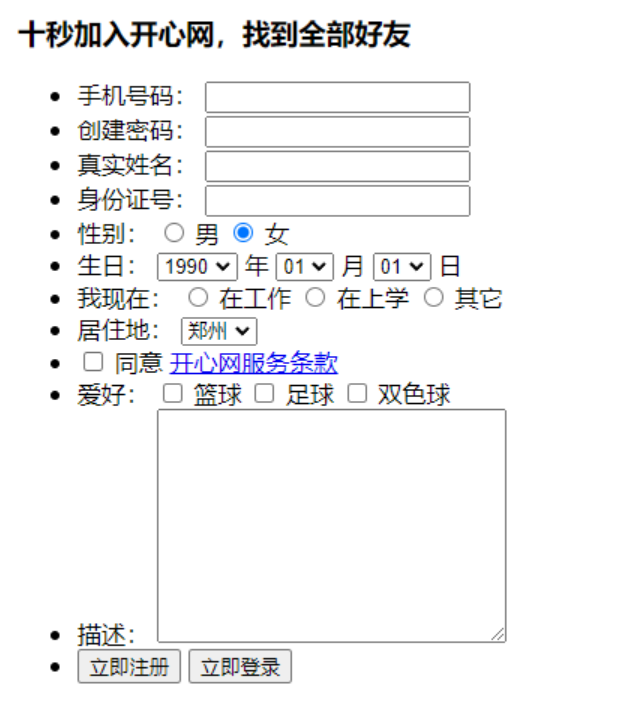 十秒加入开心网，找到全部好友
手机号码：
创建密码：
真实姓名：
身份证号：
性别： 男 女
生日： 1990 年 01 月 01 日
我现在： 在工作 在上学 其它
居住地： 郑州
同意 开心网服务条款
爱好： 篮球 足球 双色球
描述：
立即注册 立即登录